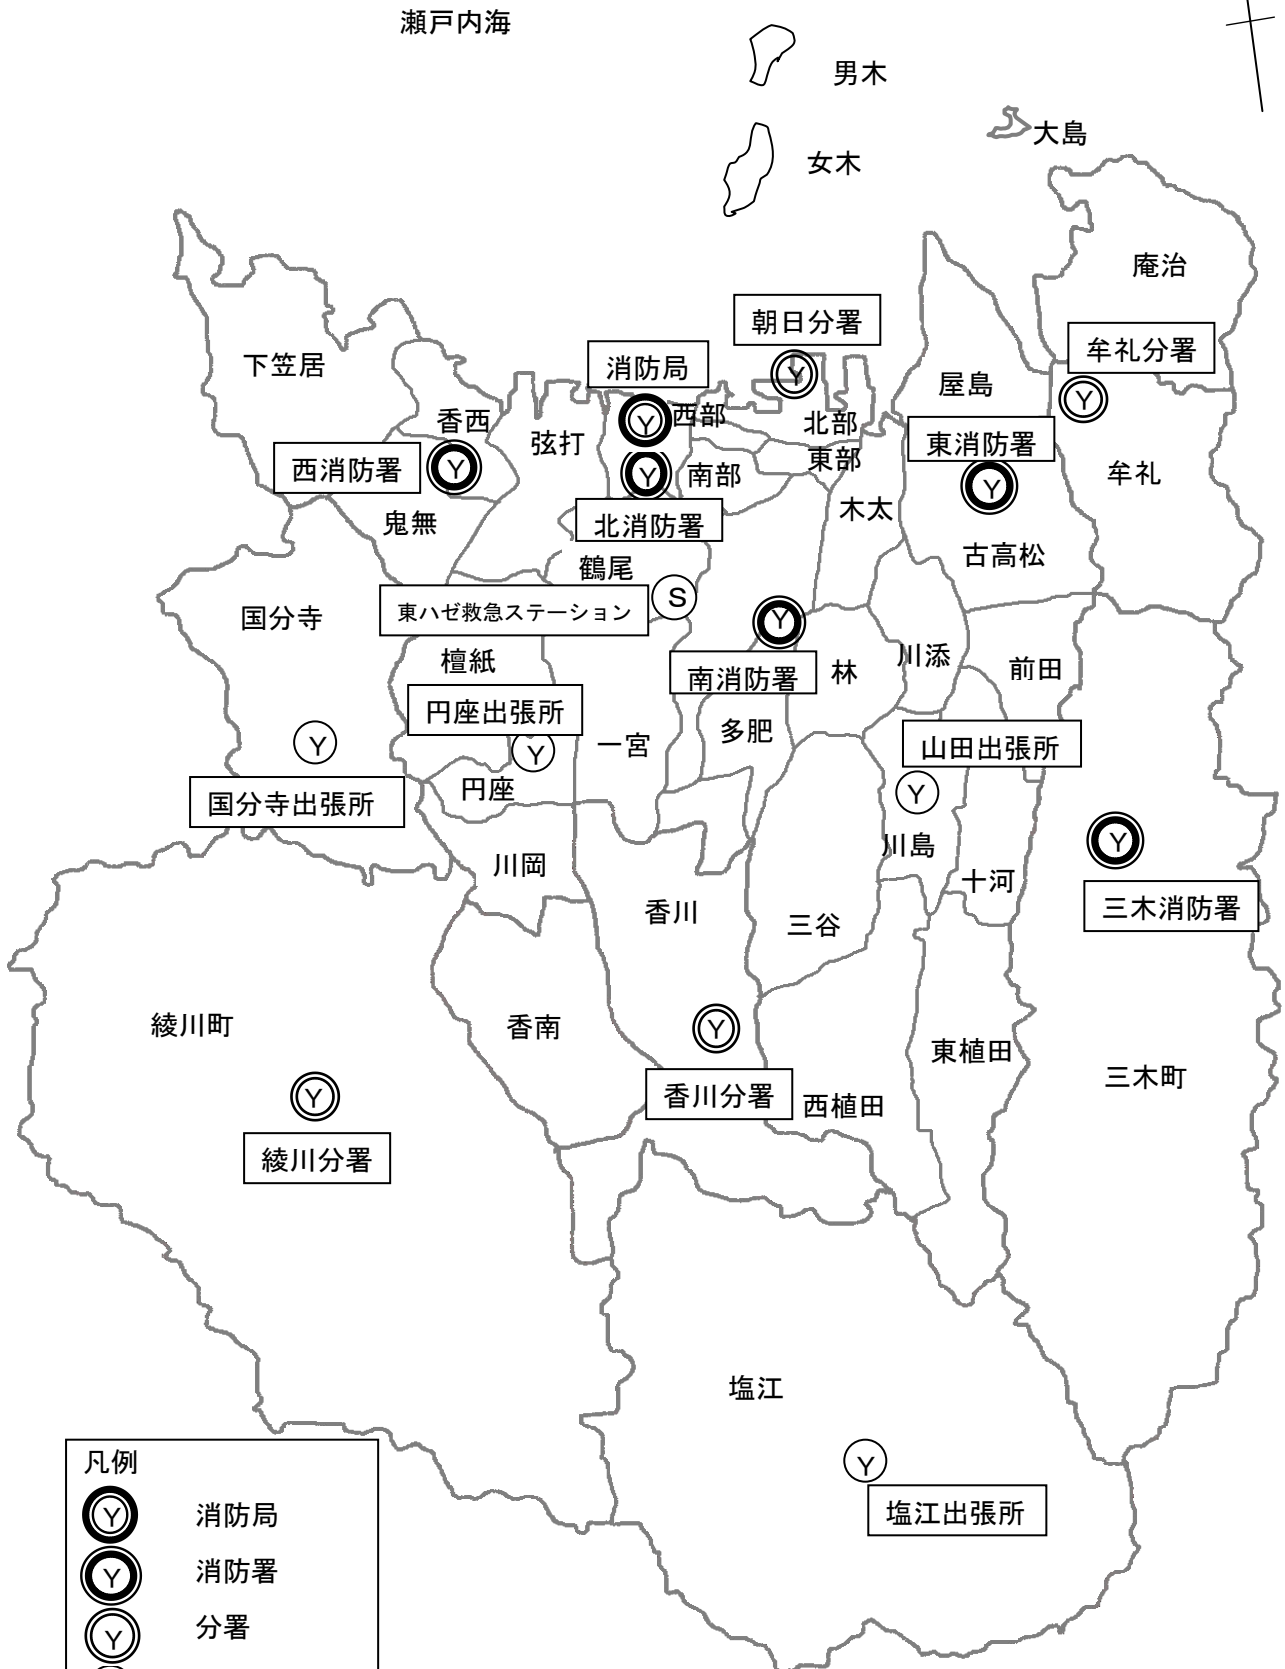 瀬戸内海
男木
大島
女木
庵治
朝日分署
牟礼分署
消防局
下笠居
屋島
Y
Y
香西
Y
西部
北部
弦打
東消防署
西消防署
Y
東部
Y
南部
Y
牟礼
木太
鬼無
北消防署
古高松
鶴尾
S
東ハゼ救急ステーション
国分寺
Y
檀紙
南消防署
林
川添
前田
円座出張所
多肥
一宮
山田出張所
Y
Y
円座
国分寺出張所
Y
川島
Y
川岡
十河
香川
三谷
三木消防署
綾川町
香南
Y
東植田
三木町
Y
香川分署
西植田
綾川分署
塩江
Y
塩江出張所
凡例
Y 消防局
Y 消防署
Y 分署